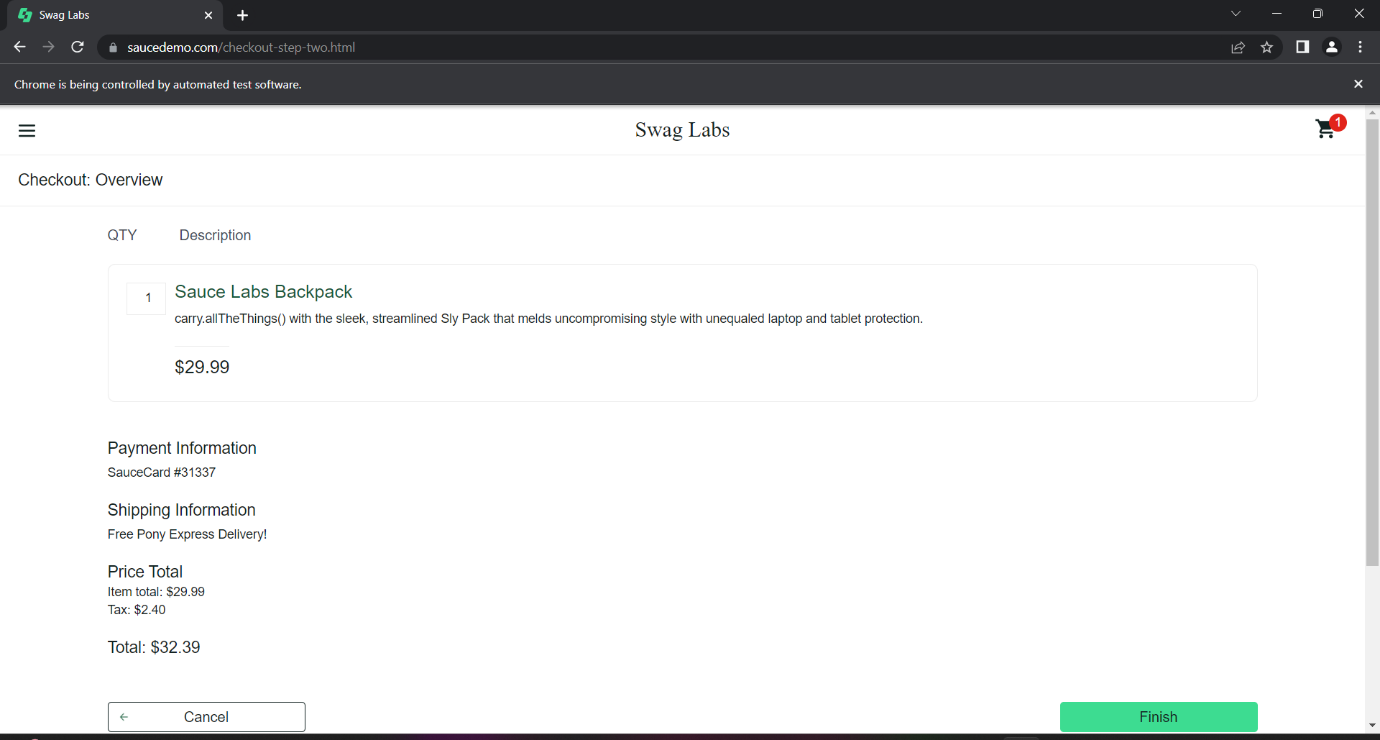 Swag Labs
saucedemo.com/checkout-step-two.html
Chrome is being controlled by automated test software.
Swag Labs
1
Checkout: Overview
QTY Description
1 Sauce Labs Backpack
carry.allTheThings() with the sleek, streamlined Sly Pack that melds uncompromising style with unequaled laptop and tablet protection.
$29.99
Payment Information
SauceCard #31337
Shipping Information
Free Pony Express Delivery!
Price Total
Item total: $29.99
Tax: $2.40
Total: $32.39
Cancel Finish